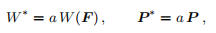 W* = a W(F) ,    P* = a P ,